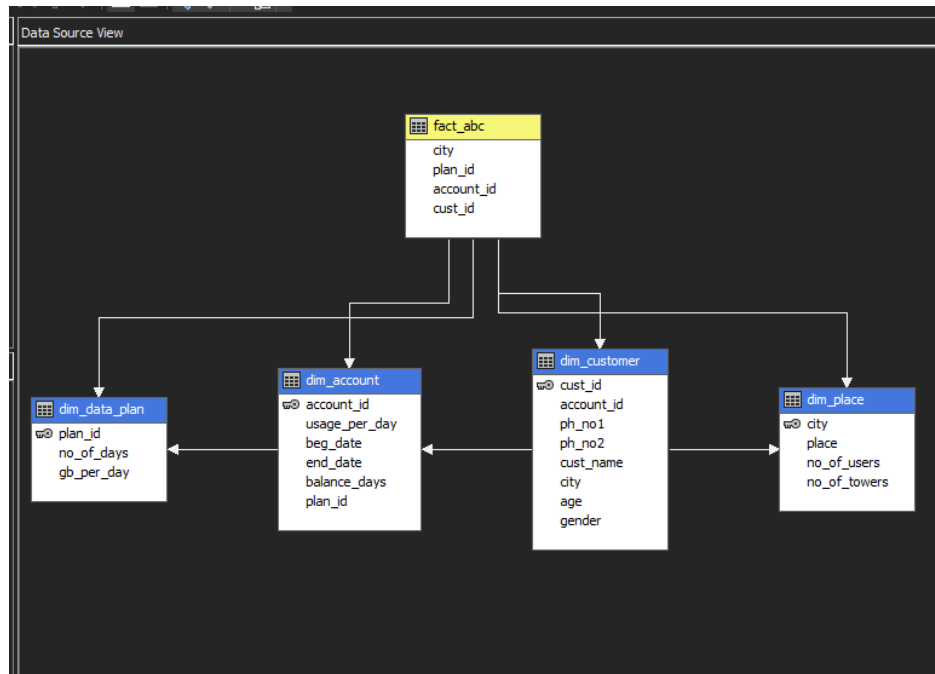 Data Source View
fact_abc
city
plan_id
account_id
cust_id
dim_data_plan
plan_id
no_of_days
gb_per_day
dim_account
account_id
usage_per_day
beg_date
end_date
balance_days
plan_id
dim_customer
cust_id
account_id
ph_no1
ph_no2
cust_name
city
age
gender
dim_place
city
place
no_of_users
no_of_towers